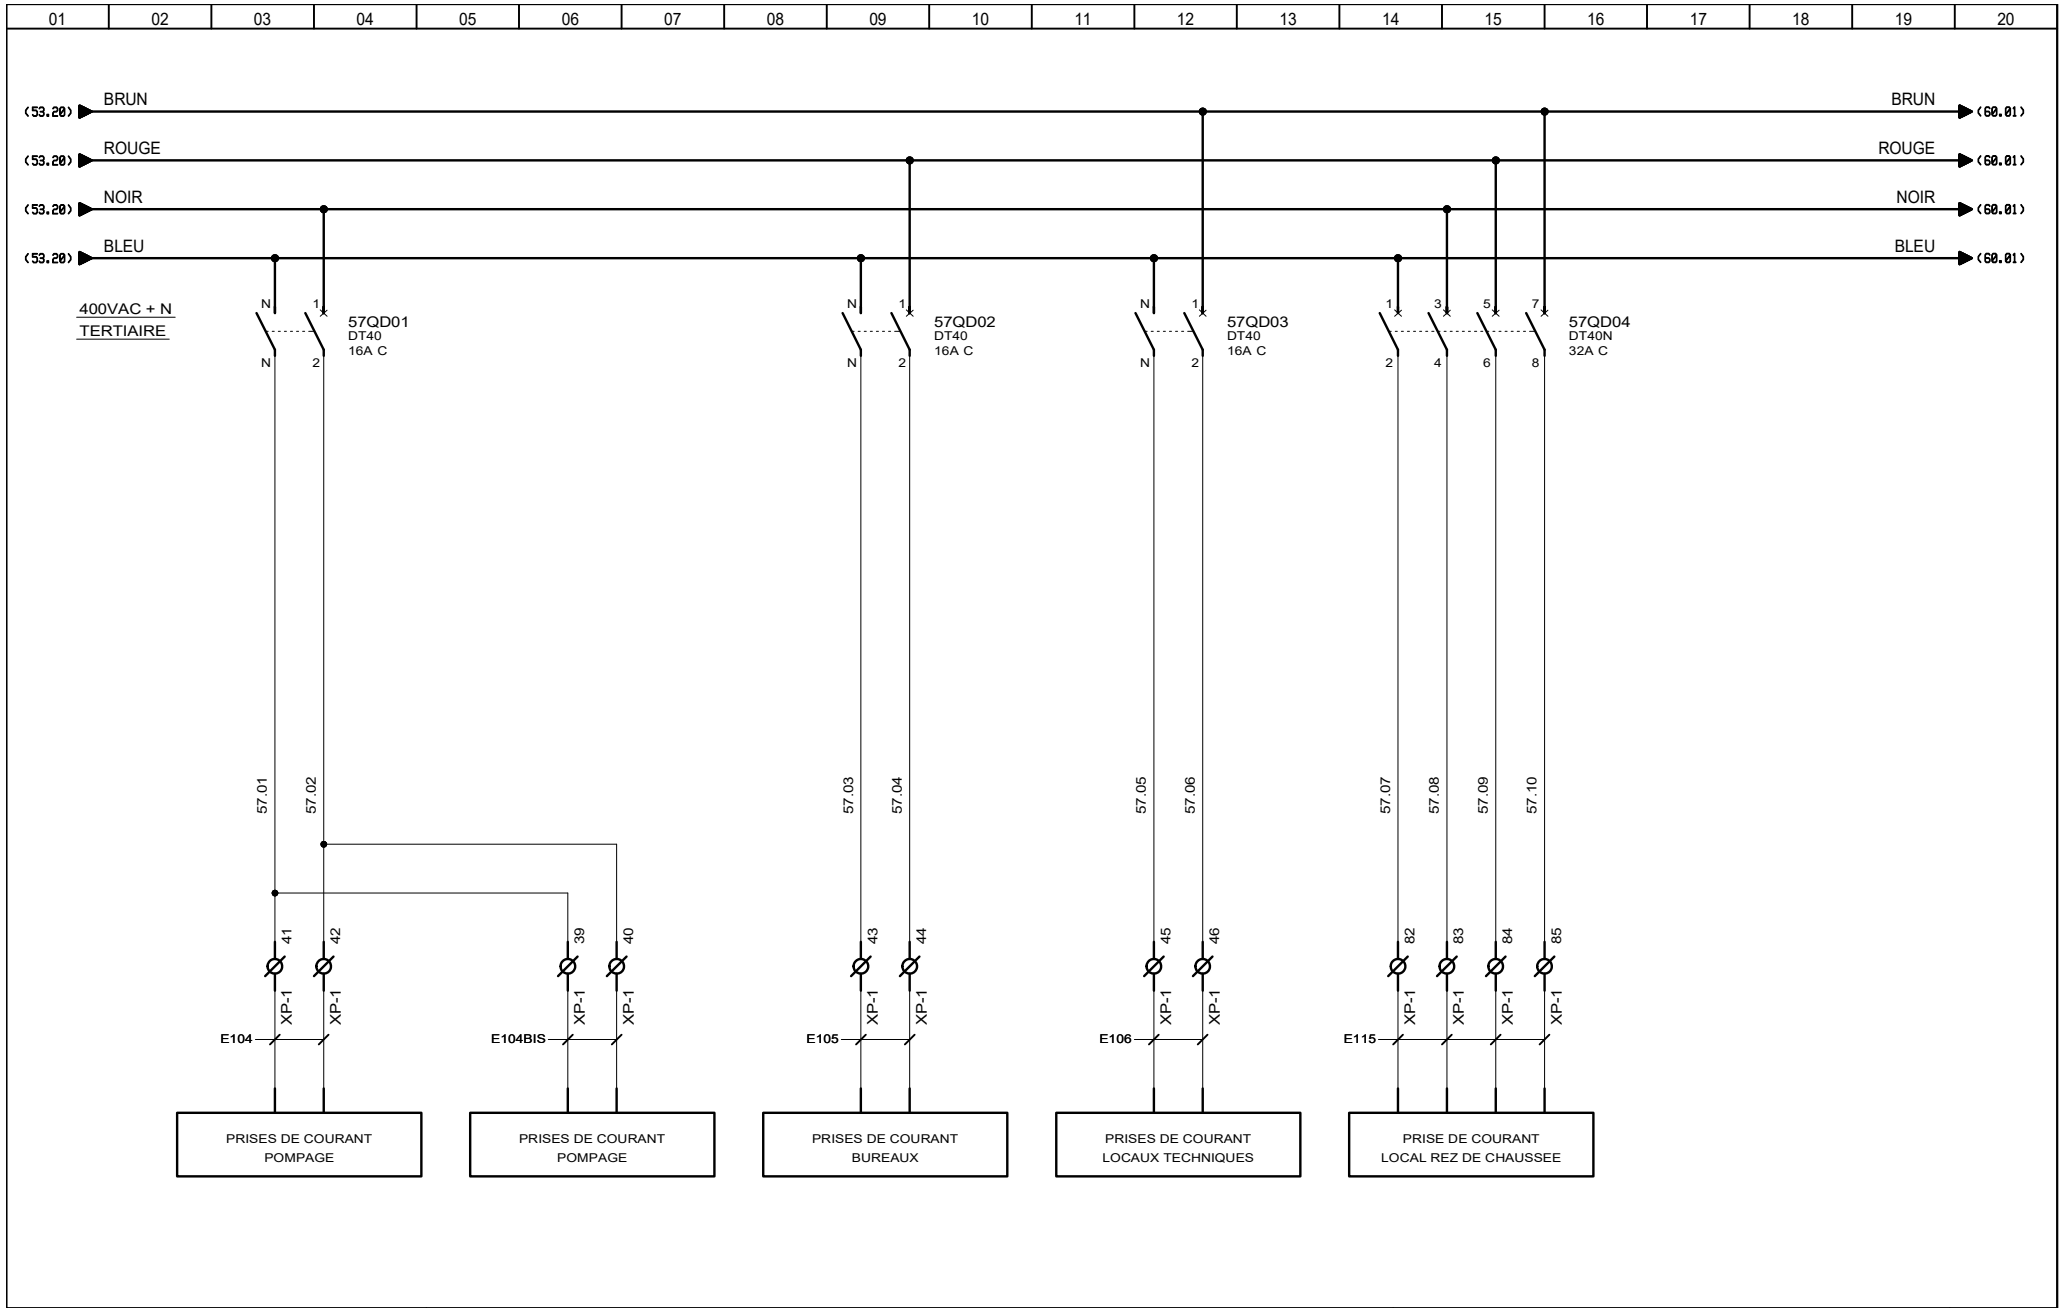 01 02 03 04 05 06 07 08 09 10 11 12 13 14 15 16 17 18 19 20
BRUN BRUN
(53.20) (60.01)
ROUGE ROUGE
(53.20) (60.01)
NOIR NOIR
(53.20) (60.01)
BLEU BLEU
(53.20) (60.01)
400VAC + N
TERTIAIRE
N 1 N 1 N 1 1 3 5 7
57QD01 57QD02 57QD03 57QD04
DT40 DT40 DT40 DT40N
16A C 16A C 16A C 32A C
N 2 N 2 N 2 2 4 6 8
57.01 57.02 57.03 57.04 57.05 57.06 57.07 57.08 57.09 57.10
41 42 39 40 43 44 45 46 82 83 84 85
XP-1 XP-1 XP-1 XP-1 XP-1 XP-1 XP-1 XP-1 XP-1 XP-1 XP-1 XP-1
E104 E104BIS E105 E106 E115
PRISES DE COURANT
POMPAGE
PRISES DE COURANT
POMPAGE
PRISES DE COURANT
BUREAUX
PRISES DE COURANT
LOCAUX TECHNIQUES
PRISE DE COURANT
LOCAL REZ DE CHAUSSEE